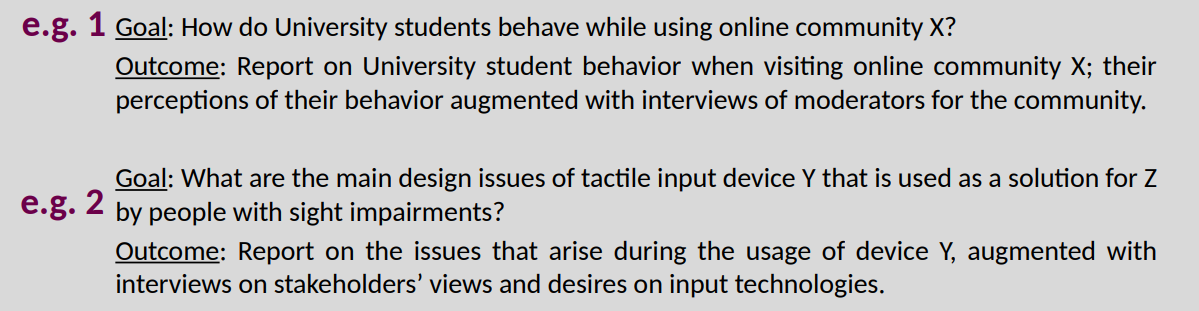 e.g. 1 Goal: How do University students behave while using online community X?
Outcome: Report on University student behavior when visiting online community X; their
perceptions of their behavior augmented with interviews of moderators for the community.
Goal: What are the main design issues of tactile input device Y that is used as a solution for Z
e.g. 2 by people with sight impairments?
Outcome: Report on the issues that arise during the usage of device Y, augmented with
interviews on stakeholders’ views and desires on input technologies.